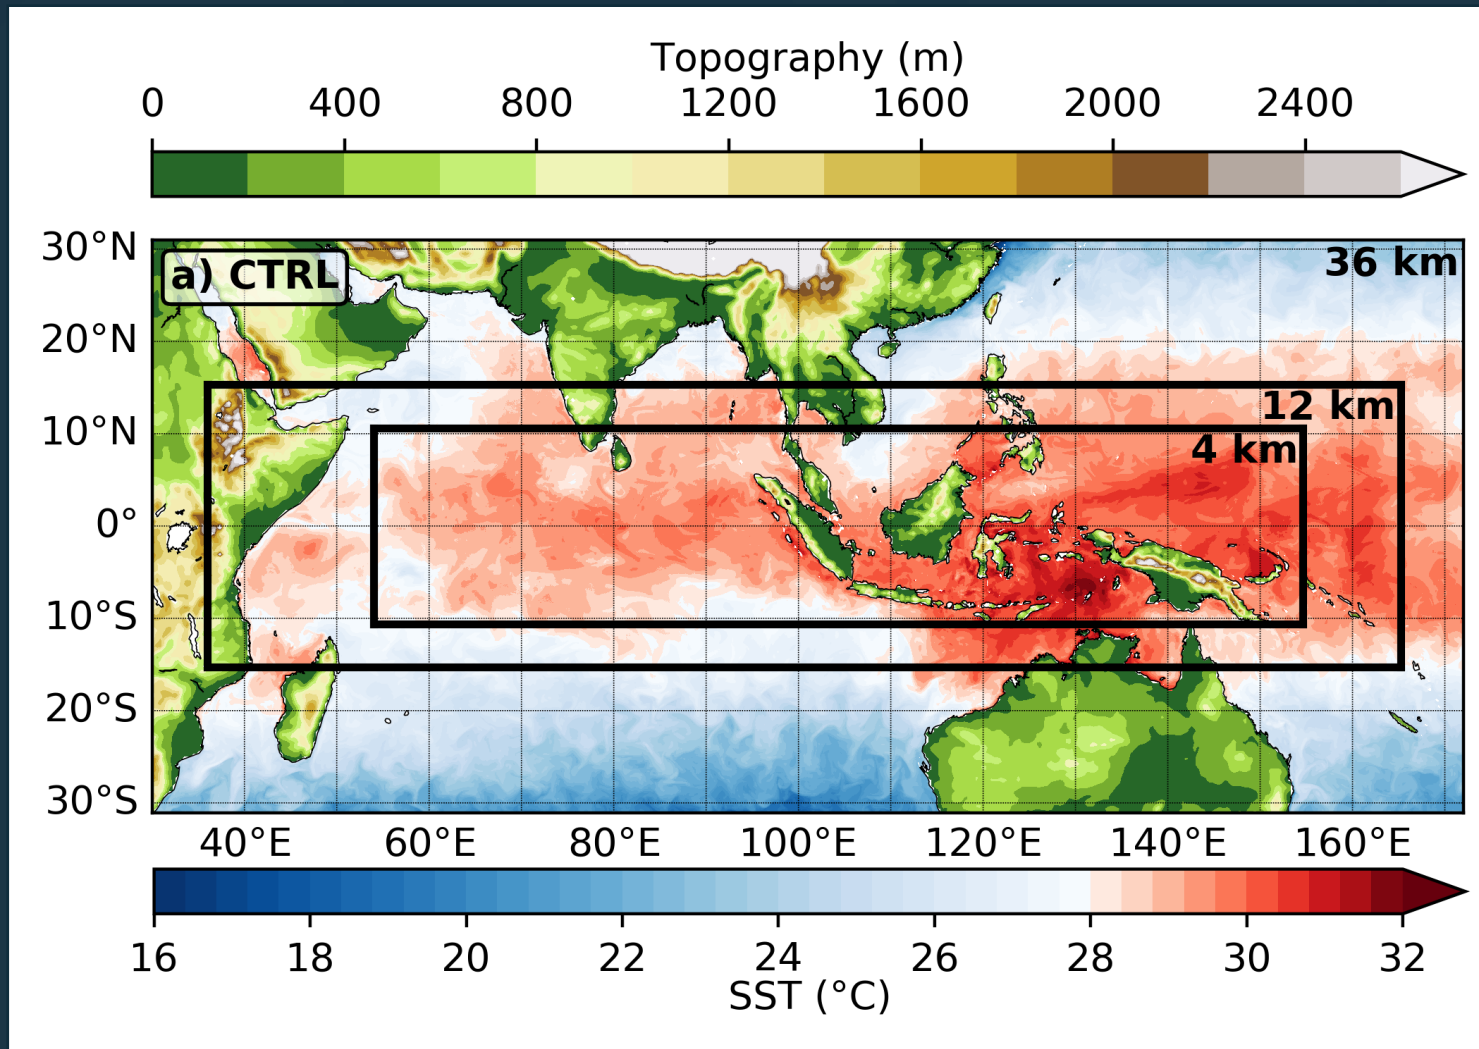 Topography (m)
0 400 800 1200 1600 2000 2400
30°N
a) CTRL
36 km
20°N
12 km
10°N
4 km
0°
10°S
20°S
30°S
40°E 60°E 80°E 100°E 120°E 140°E 160°E
16 18 20 22 24 26 28 30 32
SST (°C)